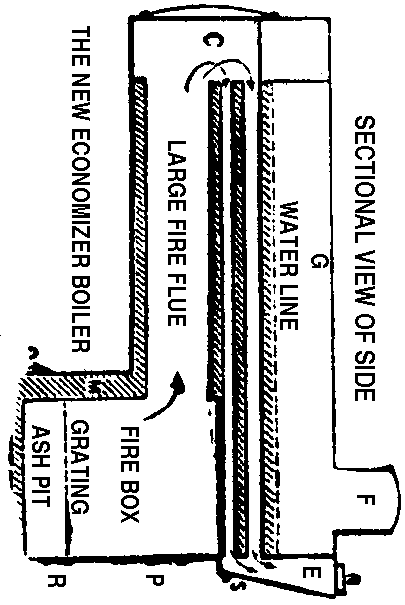 SECTIONAL VIEW OF SIDE
F
E
G
WATER LINE
C
S
LARGE FIRE FLUE
FIRE BOX
P
GRATING
ASH PIT
R
THE NEW ECONOMIZER BOILER